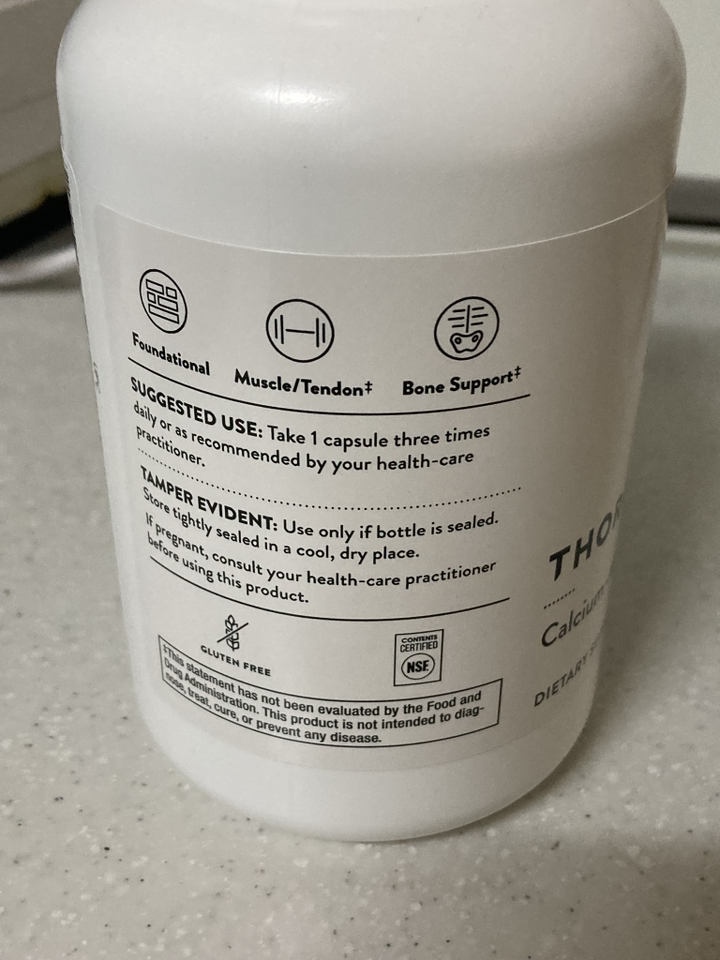 Foundational
Muscle/Tendon‡
Bone Support‡
SUGGESTED USE: Take 1 capsule three times
daily or as recommended by your health-care
practitioner.
TAMPER EVIDENT: Use only if bottle is sealed.
Store tightly sealed in a cool, dry place.
If pregnant, consult your health-care practitioner
before using this product.
GLUTEN FREE
CONTENTS
CERTIFIED
NSF
‡This statement has not been evaluated by the Food and
Drug Administration. This product is not intended to diag-
nose, treat, cure, or prevent any disease.
THOR
Calcium
DIETARY